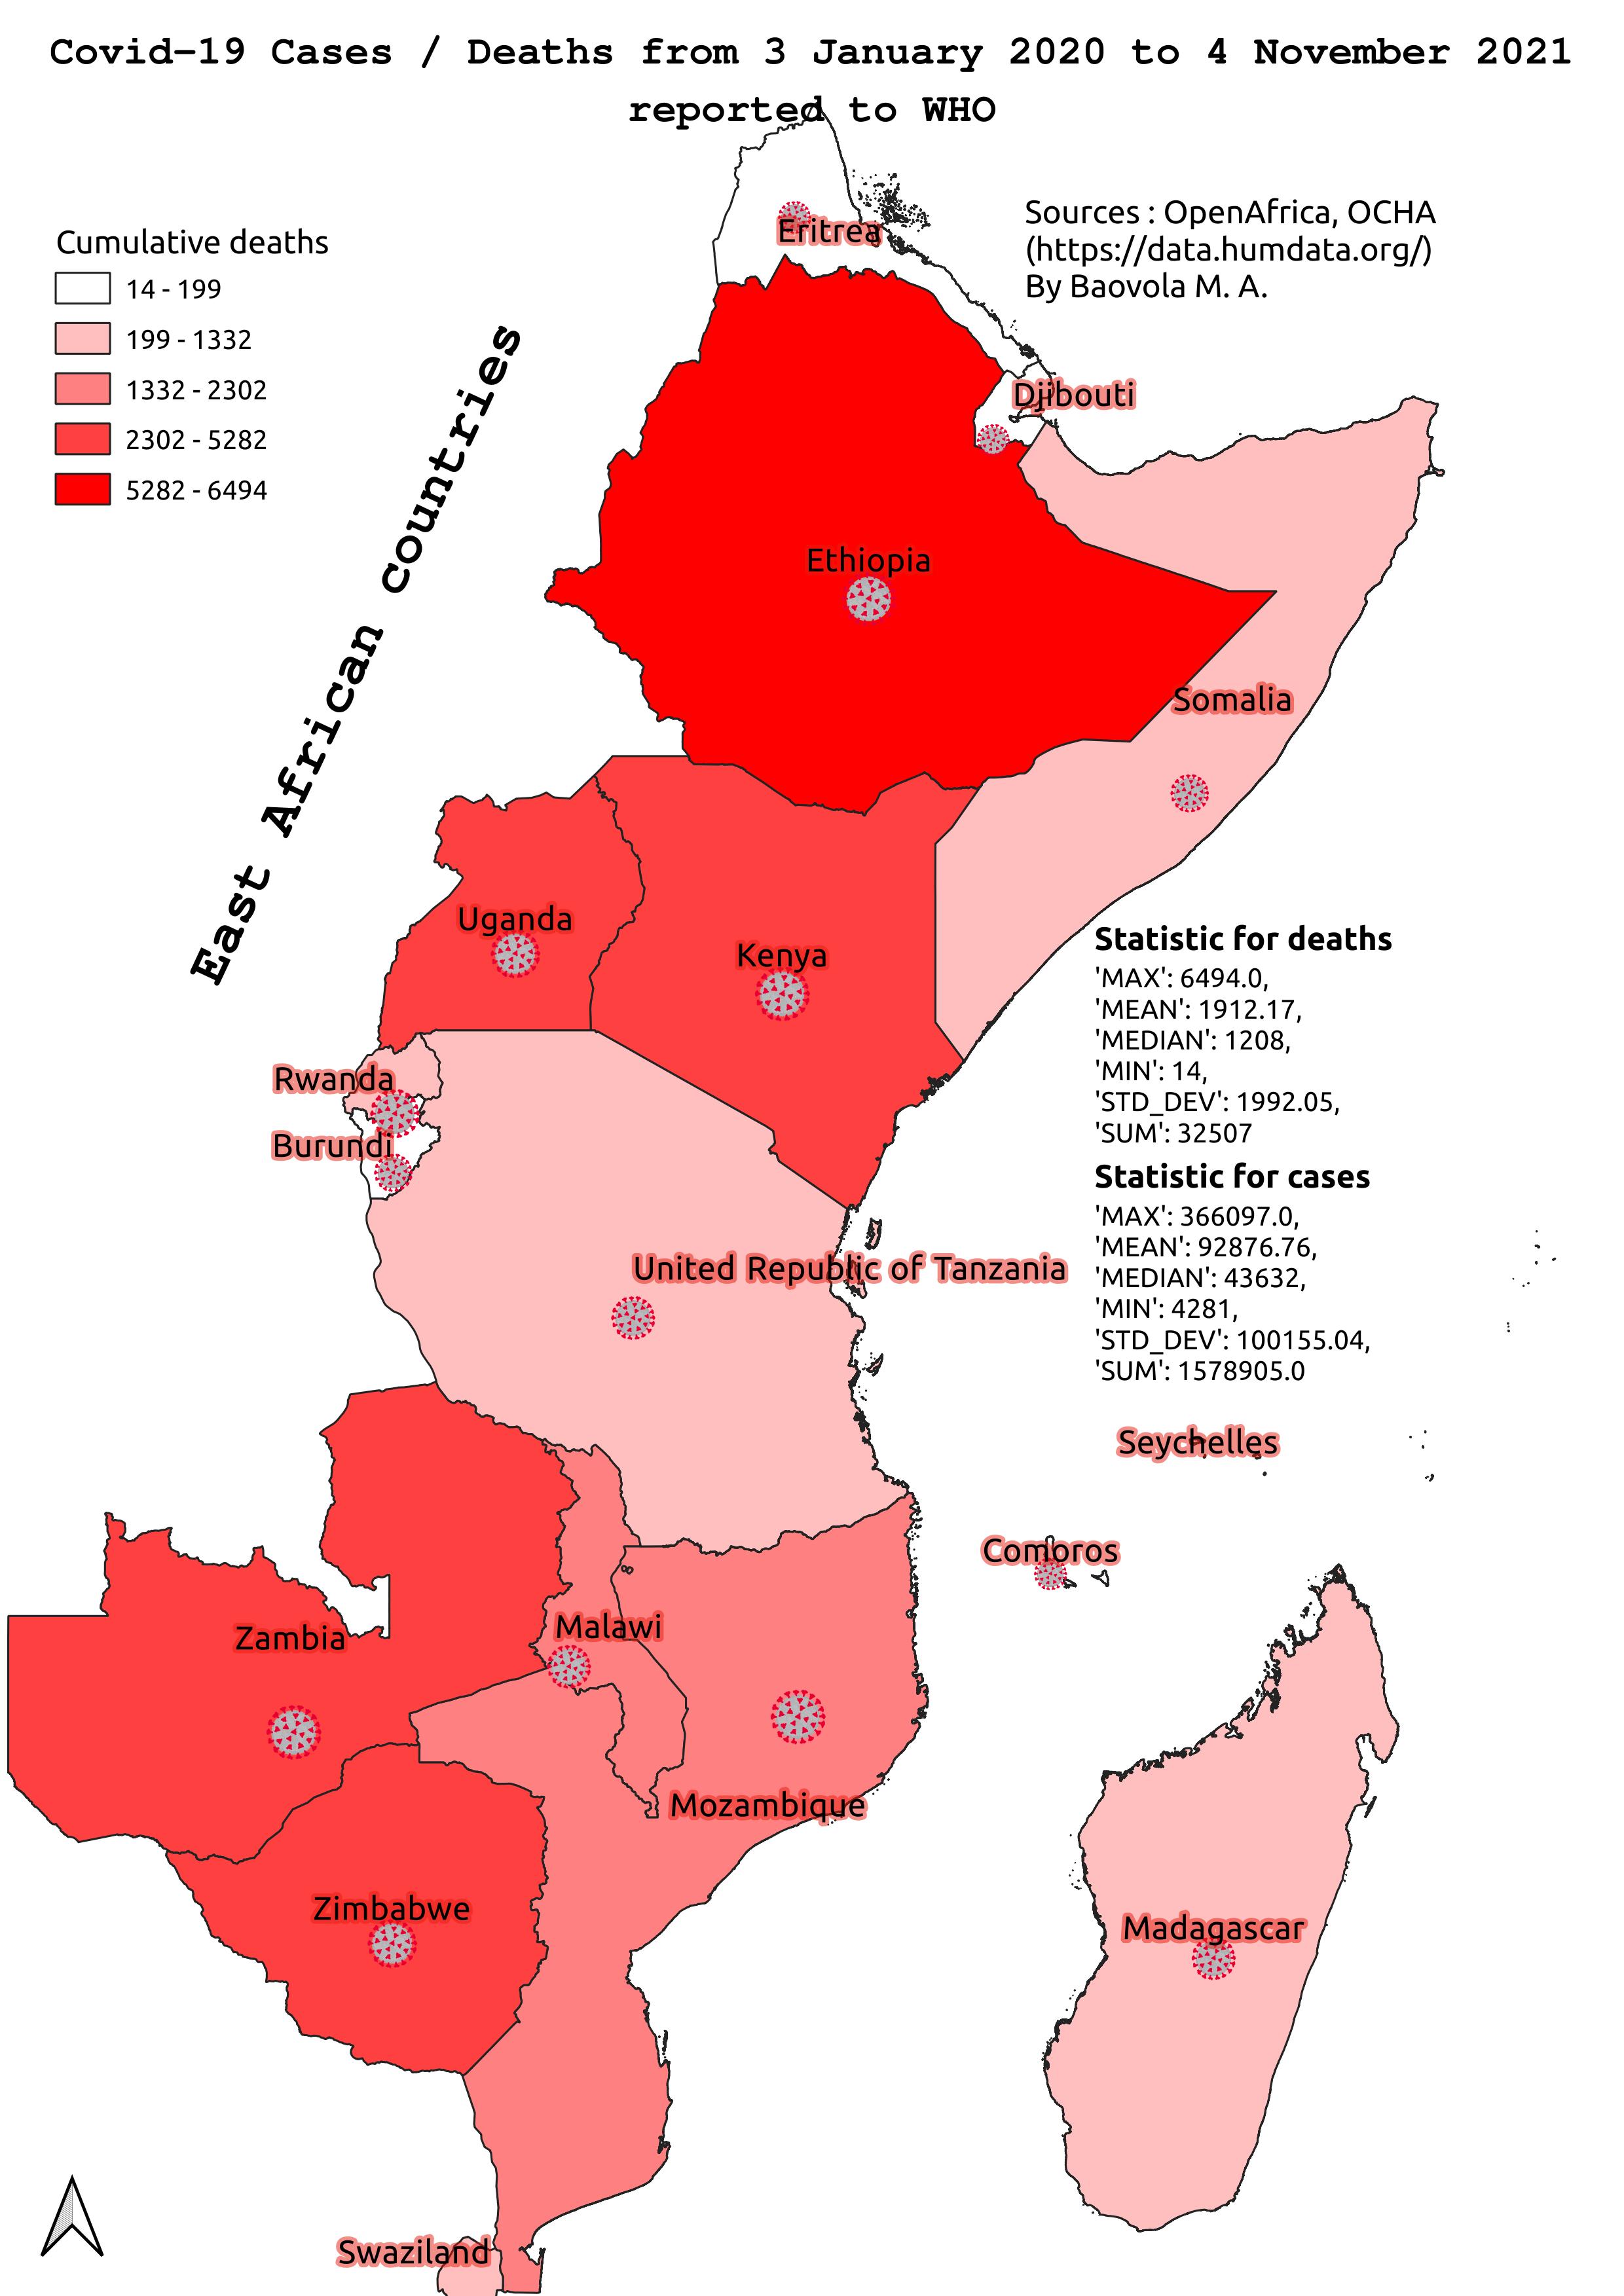 Covid-19 Cases / Deaths from 3 January 2020 to 4 November 2021
reported to WHO
Sources : OpenAfrica, OCHA
(https://data.humdata.org/)
By Baovola M. A.
Cumulative deaths
14 - 199
199 - 1332
1332 - 2302
2302 - 5282
5282 - 6494
East African countries
Eritrea
Djibouti
Ethiopia
Somalia
Uganda
Kenya
Rwanda
Burundi
Statistic for deaths
'MAX': 6494.0,
'MEAN': 1912.17,
'MEDIAN': 1208,
'MIN': 14,
'STD_DEV': 1992.05,
'SUM': 32507
Statistic for cases
'MAX': 366097.0,
'MEAN': 92876.76,
'MEDIAN': 43632,
'MIN': 4281,
'STD_DEV': 100155.04,
'SUM': 1578905.0
United Republic of Tanzania
Seychelles
Comoros
Malawi
Zambia
Mozambique
Zimbabwe
Madagascar
Swaziland